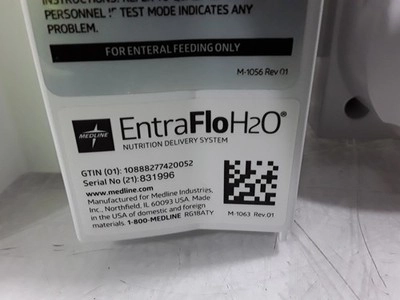 PERSONNEL IF TEST MODE INDICATES ANY
PROBLEM.
FOR ENTERAL FEEDING ONLY
M-1056 Rev 01
MEDLINE
EntraFloH2O®
NUTRITION DELIVERY SYSTEM
GTIN (01): 10888277420052
Serial No (21): 831996
www.medline.com
Manufactured for Medline Industries,
Inc., Northfield, IL 60093 USA. Made
in the USA of domestic and foreign
materials. 1-800-MEDLINE RG18ATY
M-1063 Rev 01